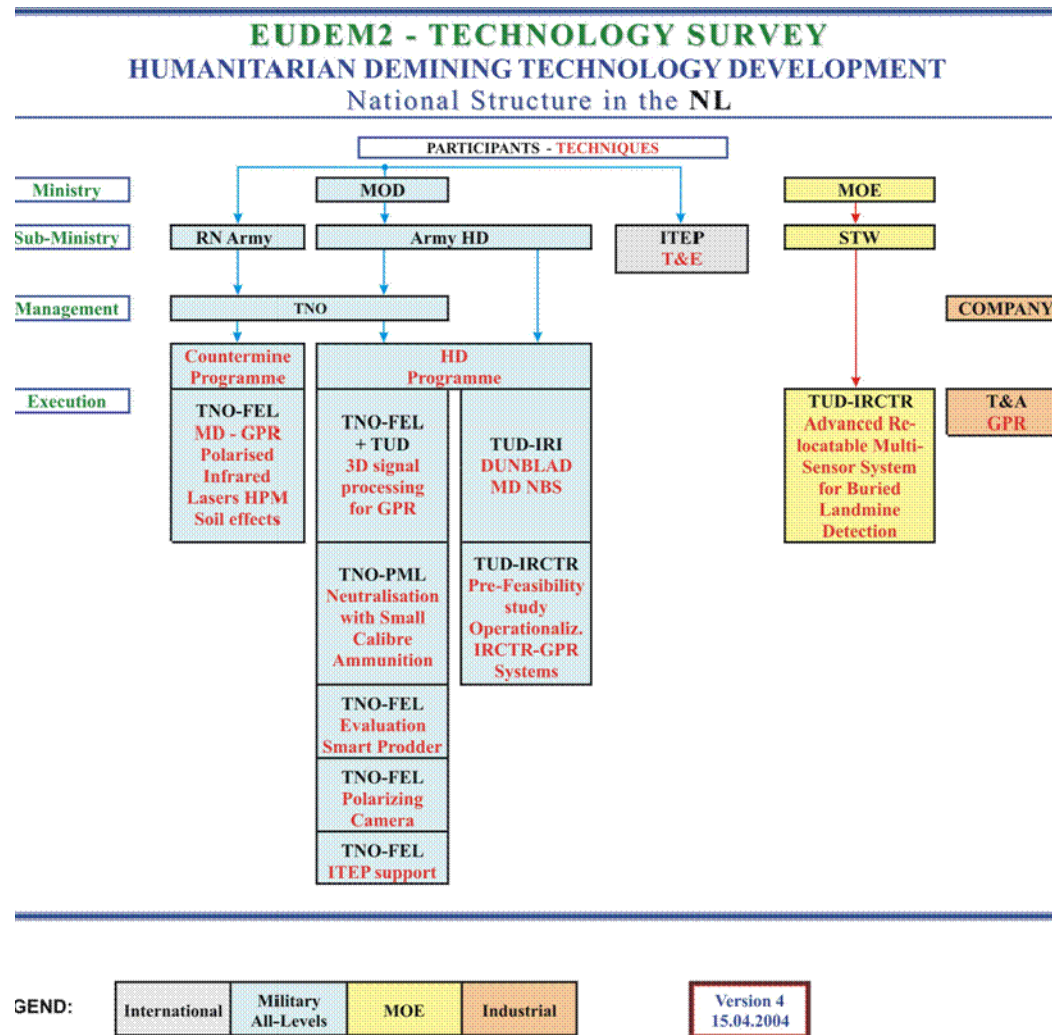 EUDEM2 - TECHNOLOGY SURVEY
HUMANITARIAN DEMINING TECHNOLOGY DEVELOPMENT
National Structure in the NL
PARTICIPANTS - TECHNIQUES
Ministry
MOD
MOE
Sub-Ministry
RN Army
Army HD
ITEP
T&E
STW
Management
TNO
COMPANY
Countermine
Programme
HD
Programme
Execution
TNO-FEL
MD - GPR
Polarised
Infrared
Lasers HPM
Soil effects
TNO-FEL
+ TUD
3D signal
processing
for GPR
TUD-IRI
DUNBLAD
MD NBS
TUD-IRCTR
Advanced Re-
locatable Multi-
Sensor System
for Buried
Landmine
Detection
T&A
GPR
TNO-PML
Neutralisation
with Small
Calibre
Ammunition
TUD-IRCTR
Pre-Feasibility
study
Operationaliz.
IRCTR-GPR
Systems
TNO-FEL
Evaluation
Smart Prodder
TNO-FEL
Polarizing
Camera
TNO-FEL
ITEP support
GEND:
International
Military
All-Levels
MOE
Industrial
Version 4
15.04.2004